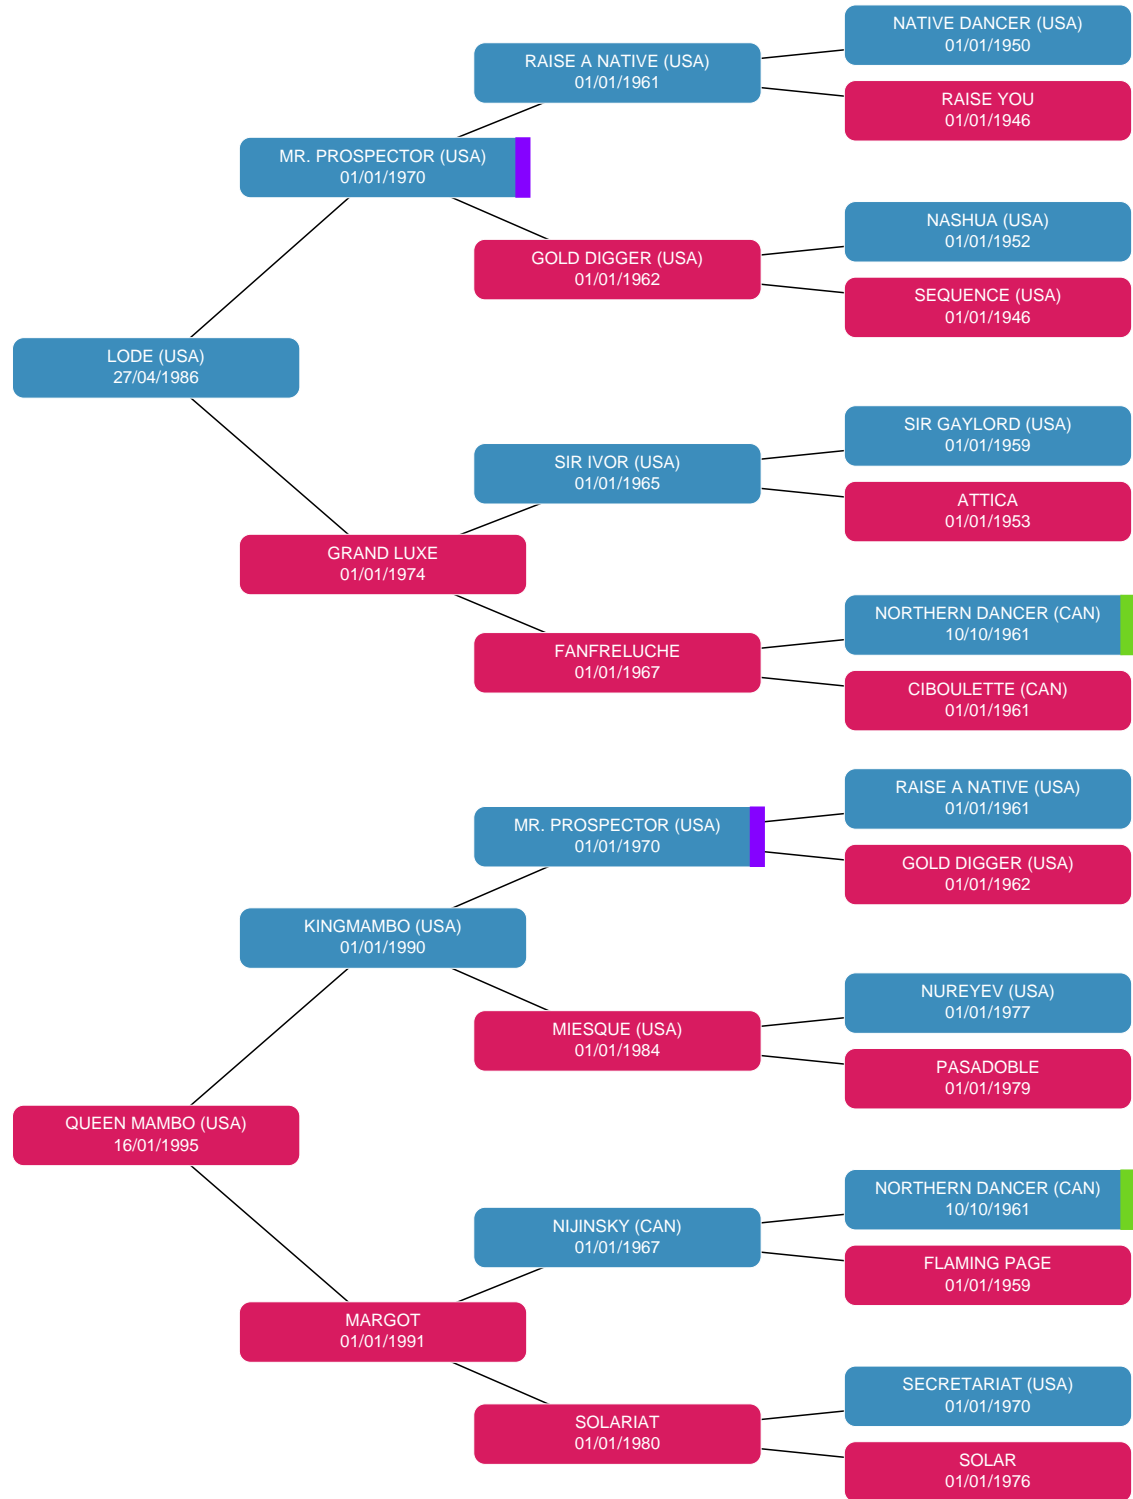 NATIVE DANCER (USA)
01/01/1950
RAISE A NATIVE (USA)
01/01/1961
RAISE YOU
01/01/1946
MR. PROSPECTOR (USA)
01/01/1970
NASHUA (USA)
01/01/1952
GOLD DIGGER (USA)
01/01/1962
SEQUENCE (USA)
01/01/1946
LODE (USA)
27/04/1986
SIR GAYLORD (USA)
01/01/1959
SIR IVOR (USA)
01/01/1965
ATTICA
01/01/1953
GRAND LUXE
01/01/1974
NORTHERN DANCER (CAN)
10/10/1961
FANFRELUCHE
01/01/1967
CIBOULETTE (CAN)
01/01/1961
RAISE A NATIVE (USA)
01/01/1961
MR. PROSPECTOR (USA)
01/01/1970
GOLD DIGGER (USA)
01/01/1962
KINGMAMBO (USA)
01/01/1990
NUREYEV (USA)
01/01/1977
MIESQUE (USA)
01/01/1984
PASADOBLE
01/01/1979
QUEEN MAMBO (USA)
16/01/1995
NORTHERN DANCER (CAN)
10/10/1961
NIJINSKY (CAN)
01/01/1967
FLAMING PAGE
01/01/1959
MARGOT
01/01/1991
SECRETARIAT (USA)
01/01/1970
SOLARIAT
01/01/1980
SOLAR
01/01/1976